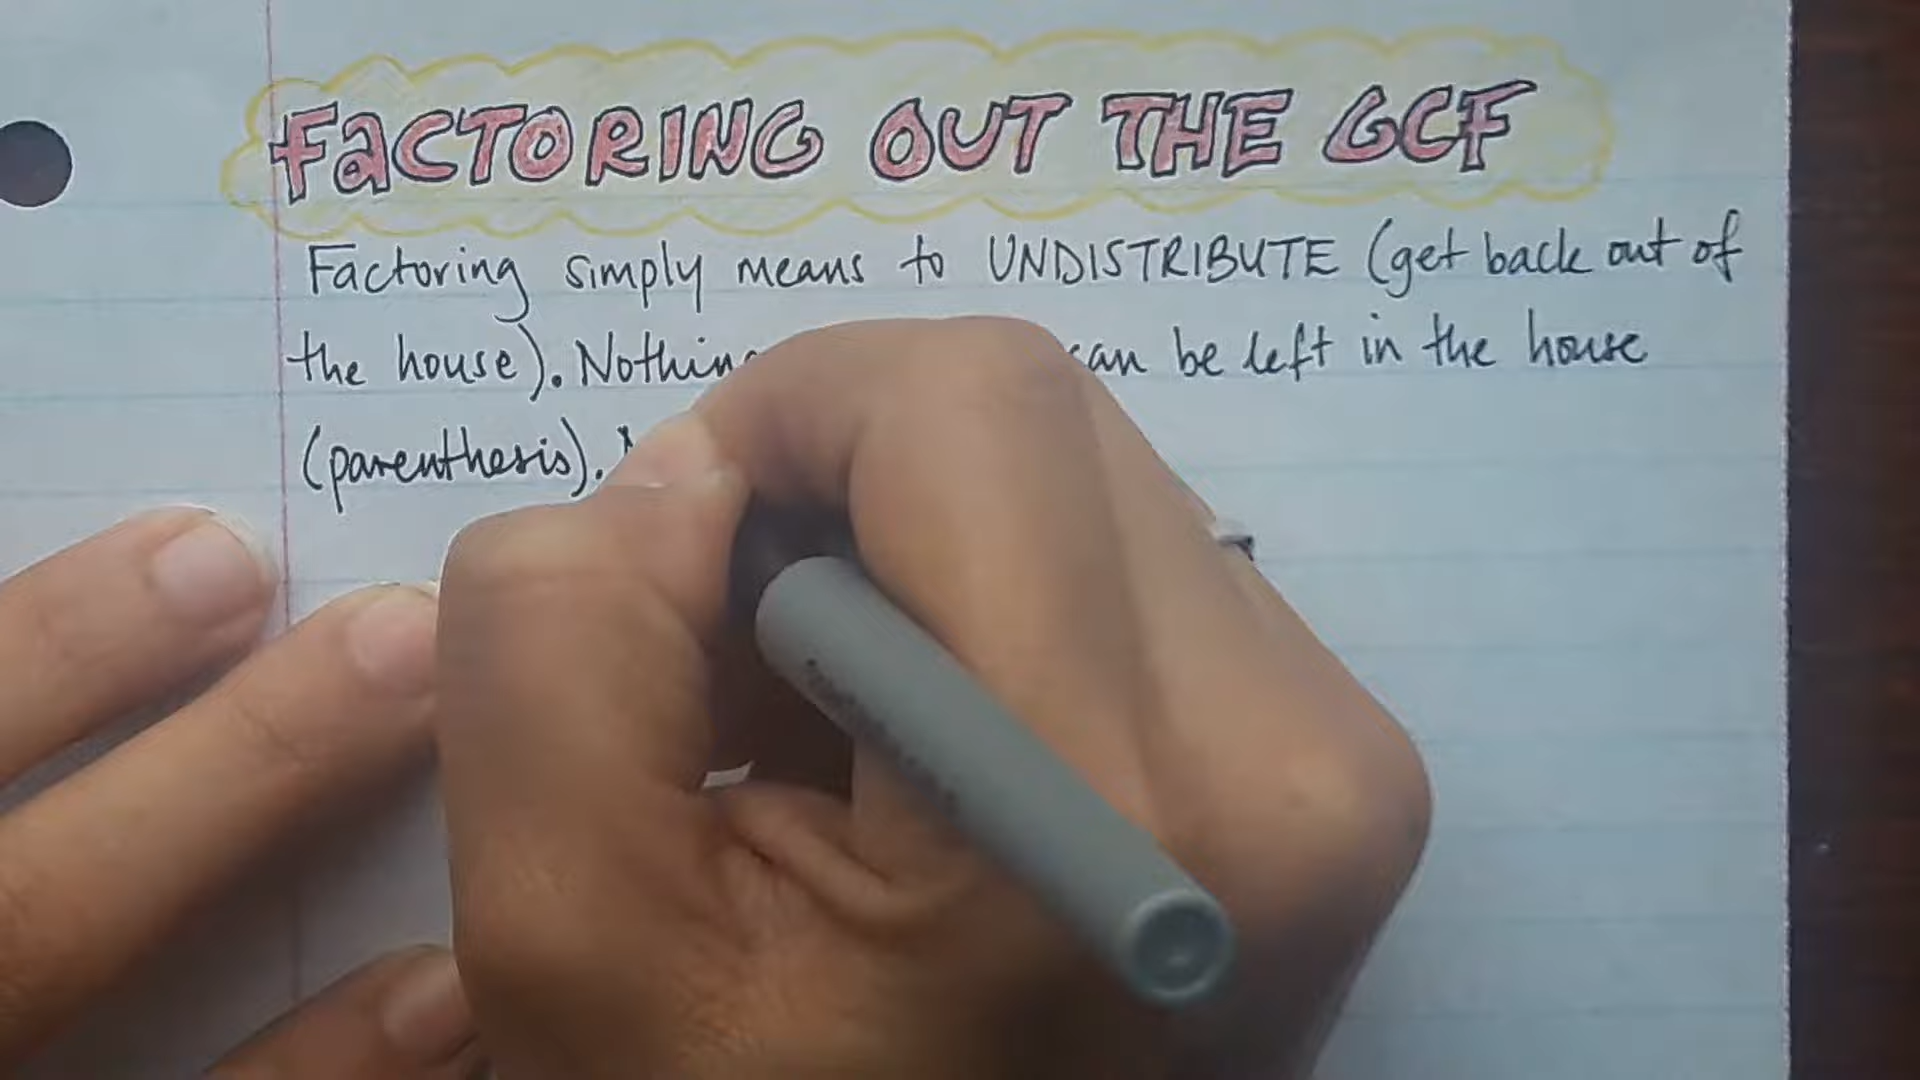 FACTORING OUT THE GCF
Factoring simply means to UNDISTRIBUTE (get back out of
the house). Nothing can be left in the house
(parenthesis).